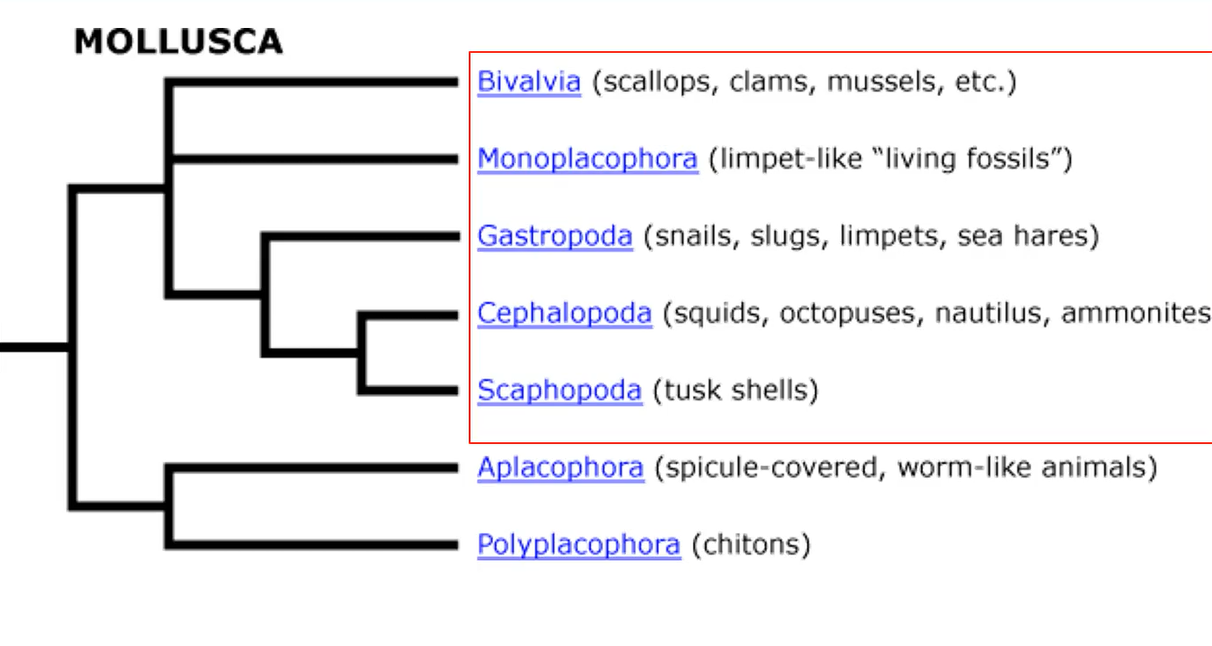 MOLLUSCA
Bivalvia (scallops, clams, mussels, etc.)
Monoplacophora (limpet-like “living fossils”)
Gastropoda (snails, slugs, limpets, sea hares)
Cephalopoda (squids, octopuses, nautilus, ammonites
Scaphopoda (tusk shells)
Aplacophora (spicule-covered, worm-like animals)
Polyplacophora (chitons)